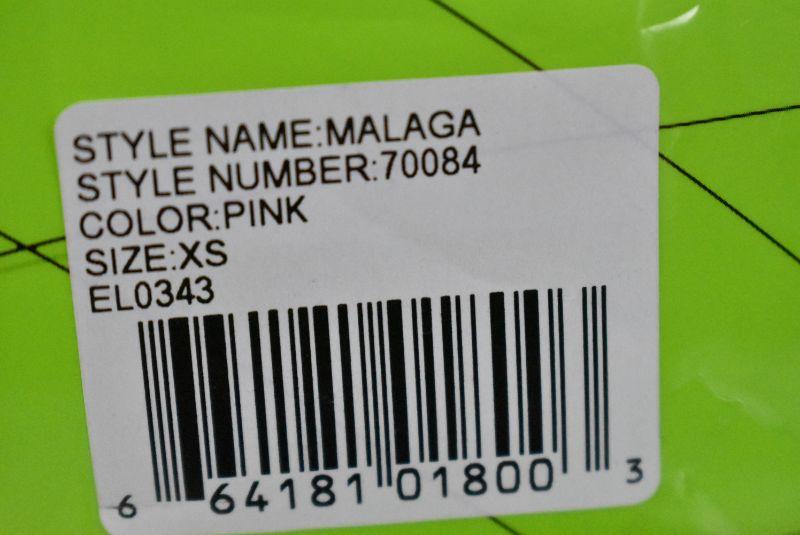 STYLE NAME:MALAGA
STYLE NUMBER:70084
COLOR:PINK
SIZE:XS
EL0343
6 64181 01800 3